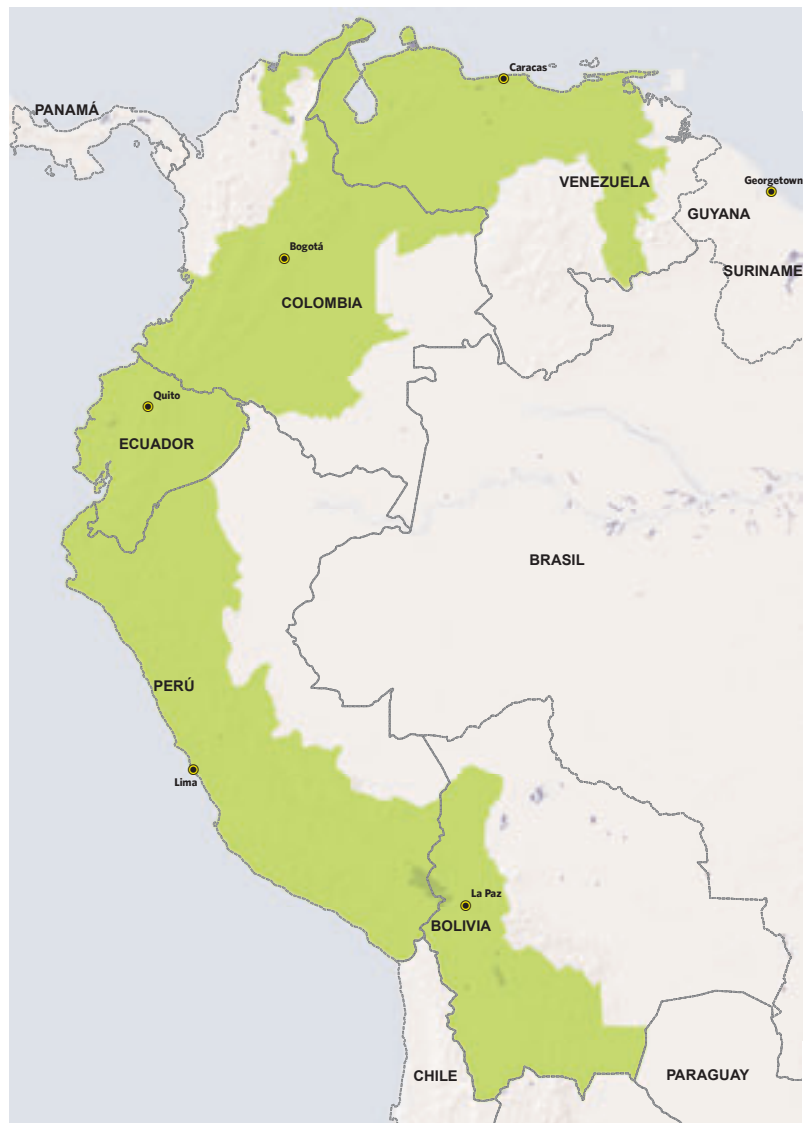 Caracas
PANAMÁ
VENEZUELA
Georgetown
GUYANA
Bogotá
SURINAME
COLOMBIA
Quito
ECUADOR
BRASIL
PERÚ
Lima
La Paz
BOLIVIA
CHILE
PARAGUAY